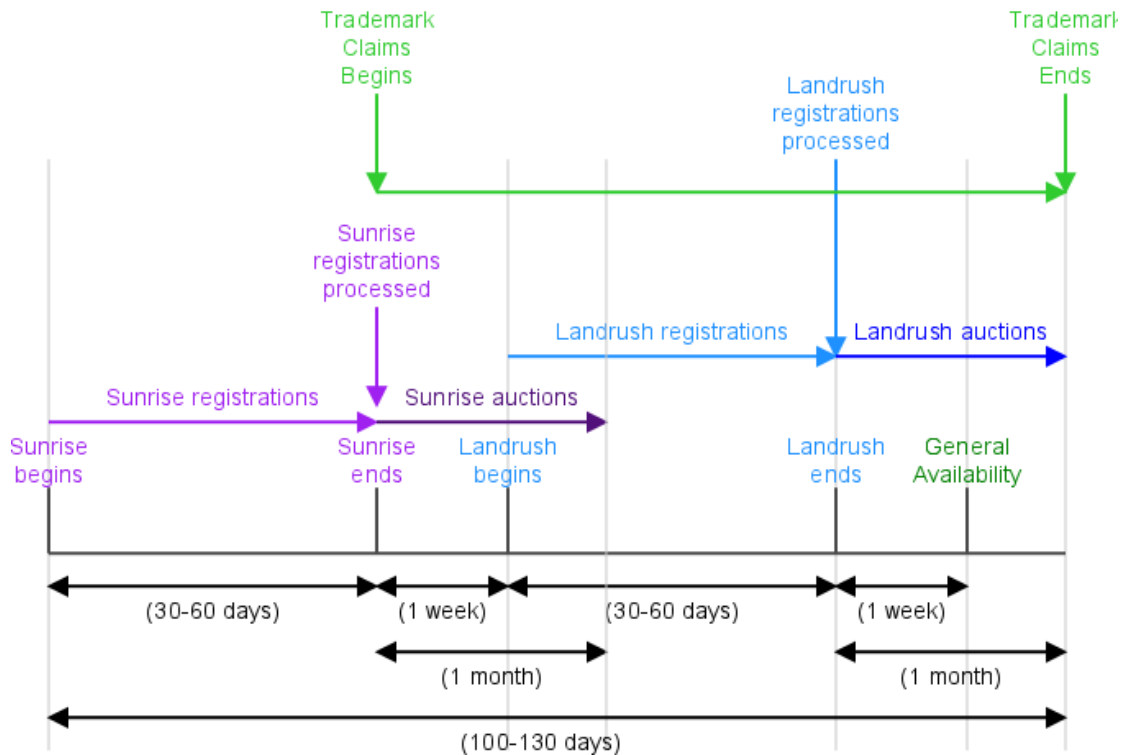 Trademark
Claims
Begins
Trademark
Claims
Ends
Landrush
registrations
processed
Sunrise
registrations
processed
Landrush registrations
Landrush auctions
Sunrise registrations
Sunrise auctions
Sunrise
begins
Sunrise
ends
Landrush
begins
Landrush
ends
General
Availability
(30-60 days)
(1 week)
(30-60 days)
(1 week)
(1 month)
(1 month)
(100-130 days)